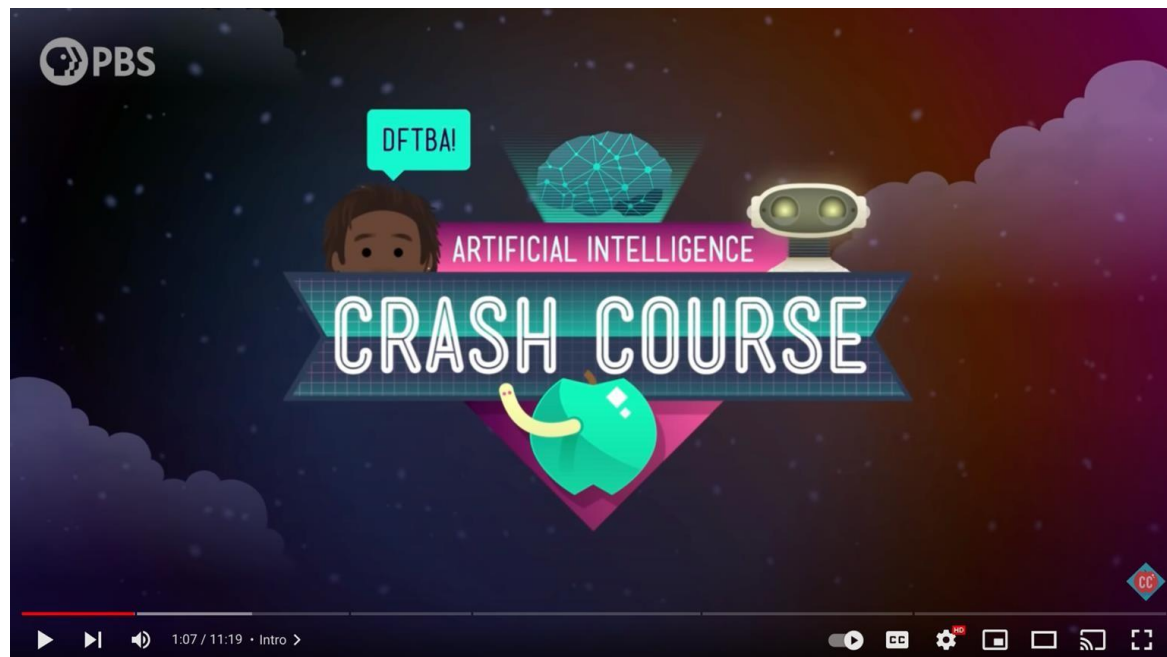 PBS
DFTBA!
ARTIFICIAL INTELLIGENCE
CRASH COURSE
CC
1:07 / 11:19 • Intro
CC
HD